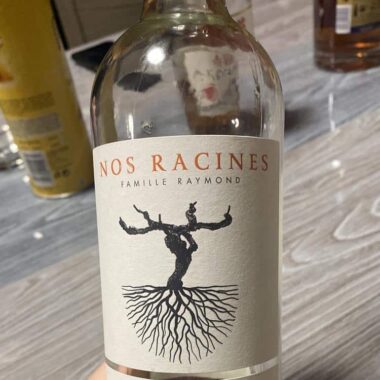 NOS RACINES
FAMILLE RAYMOND